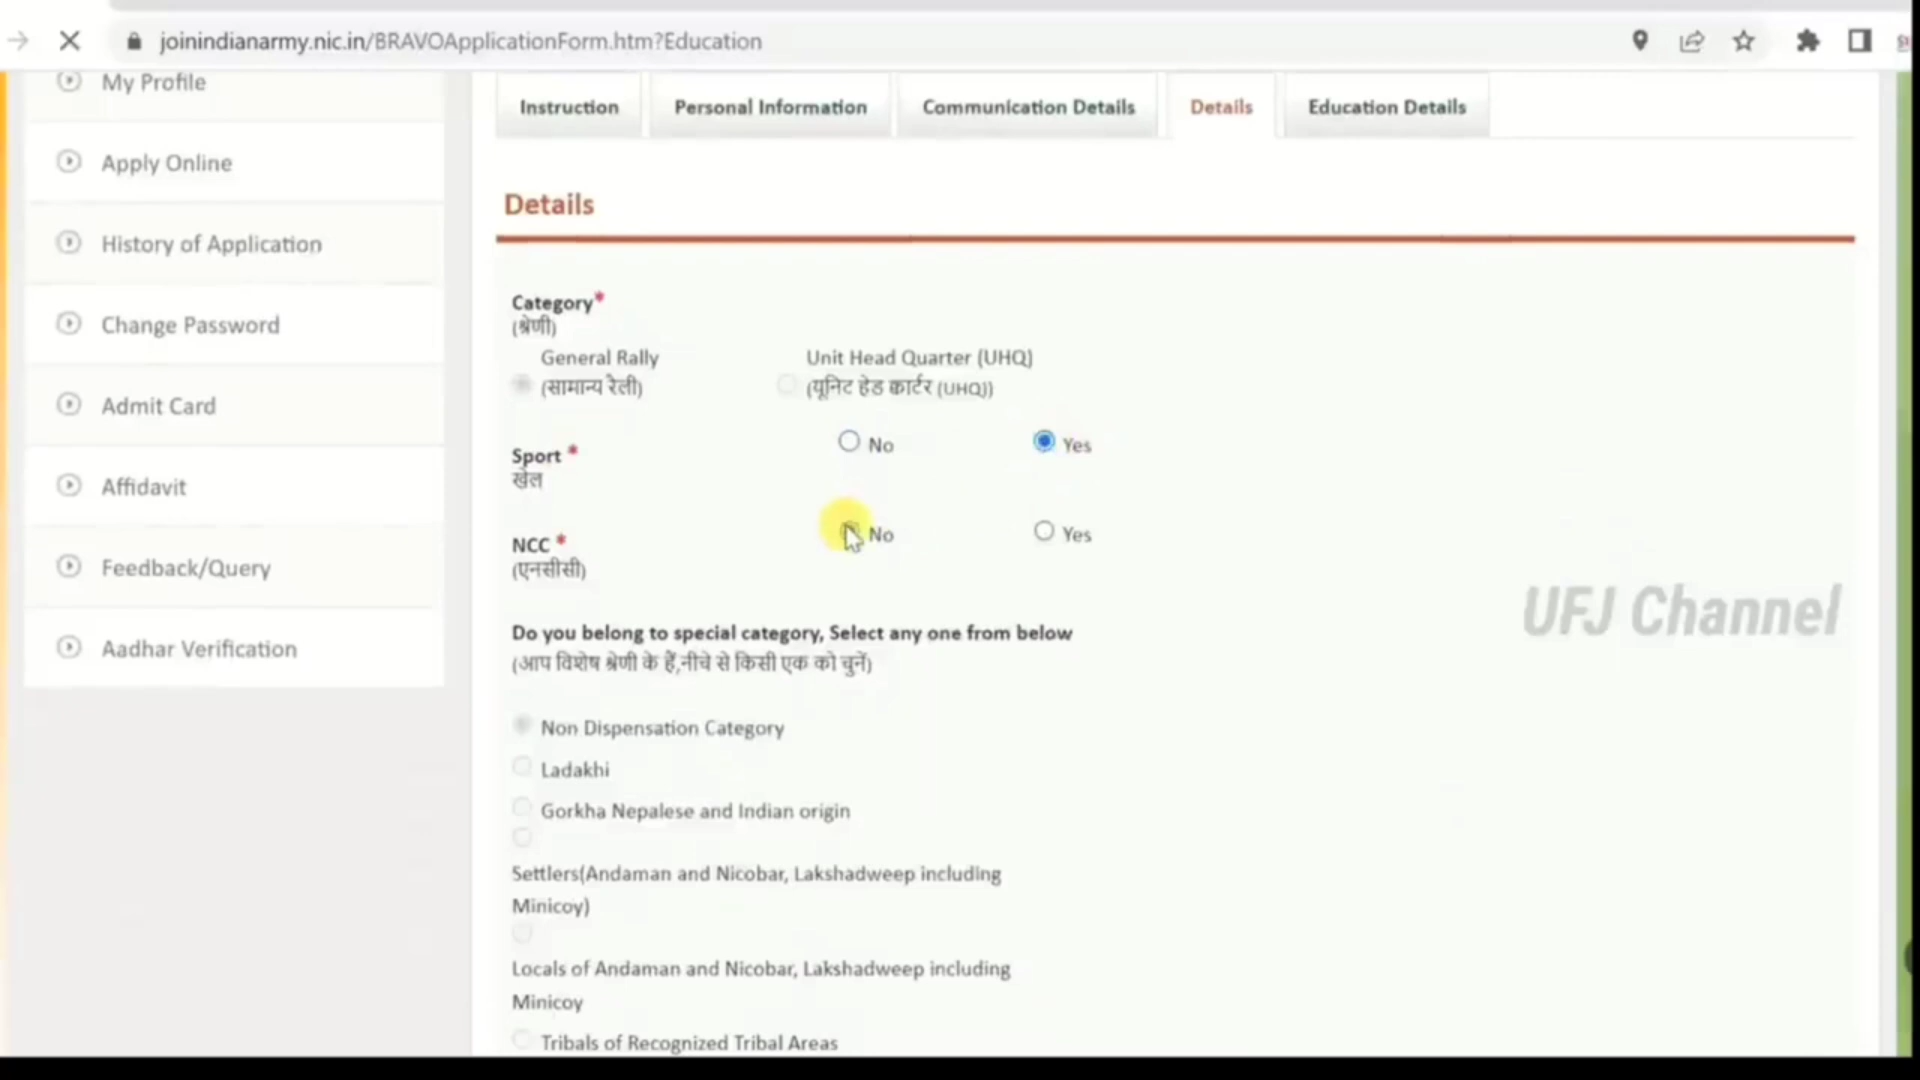 joinindianarmy.nic.in/BRAVOApplicationForm.htm?Education
My Profile
Apply Online
History of Application
Change Password
Admit Card
Affidavit
Feedback/Query
Aadhar Verification
Instruction
Personal Information
Communication Details
Details
Education Details
Details
Category*
(श्रेणी)
General Rally
(सामान्य रैली)
Unit Head Quarter (UHQ)
(यूनिट हेड क्वार्टर (UHQ))
Sport *
खेल
No
Yes
NCC *
(एनसीसी)
No
Yes
Do you belong to special category, Select any one from below
(आप विशेष श्रेणी के हैं,नीचे से किसी एक को चुनें)
Non Dispensation Category
Ladakhi
Gorkha Nepalese and Indian origin
Settlers(Andaman and Nicobar, Lakshadweep including
Minicoy)
Locals of Andaman and Nicobar, Lakshadweep including
Minicoy
Tribals of Recognized Tribal Areas
UFJ Channel